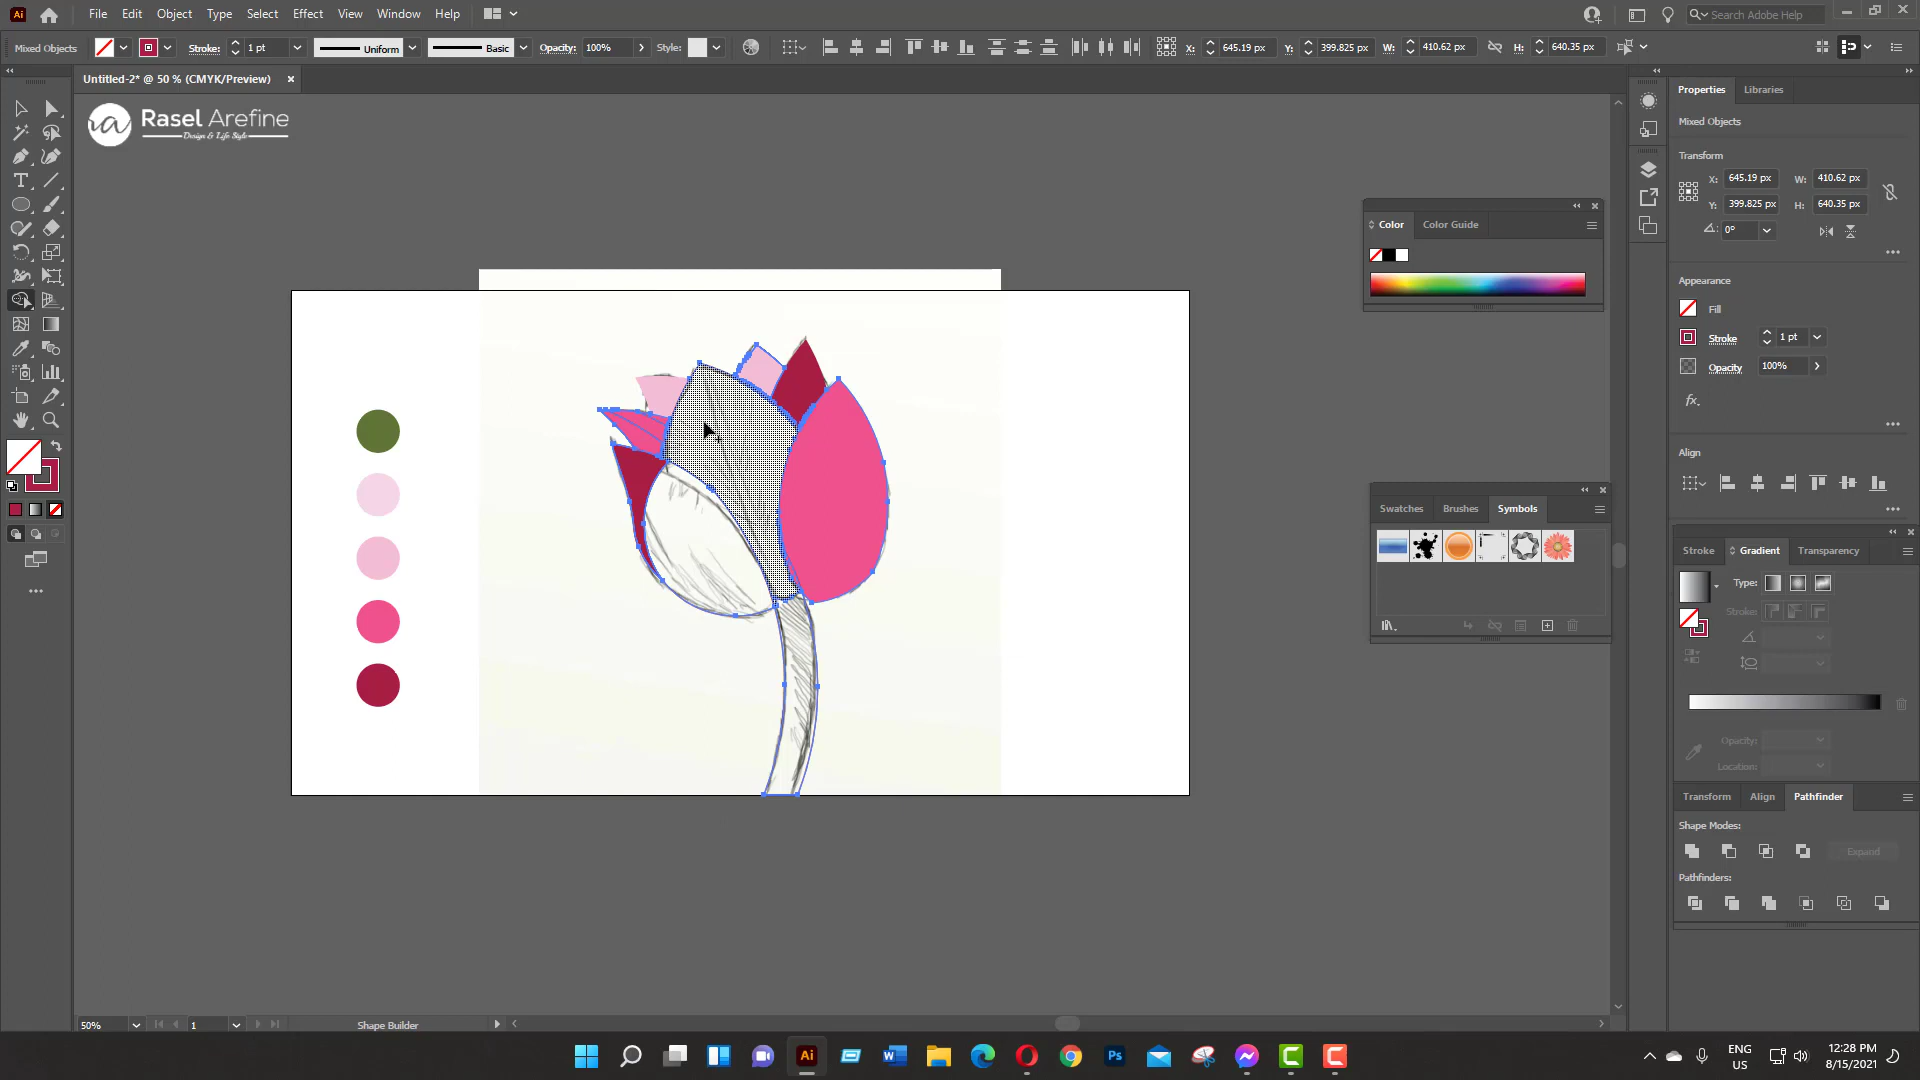 File Edit Object Type Select Effect View Window Help
Search Adobe Help
Mixed Objects Stroke: 1 pt Uniform Basic Opacity: 100% Style: X: 645.19 px Y: 399.825 px W: 410.62 px H: 640.35 px
Untitled-2* @ 50 % (CMYK/Preview)
Rasel Arefine
Design & Life Style
Properties Libraries
Mixed Objects
Transform
X: 645.19 px W: 410.62 px
Y: 399.825 px H: 640.35 px
0°
Appearance
Fill
Stroke 1 pt
Opacity 100%
fx.
Align
Color Color Guide
Swatches Brushes Symbols
Stroke Gradient Transparency
Type:
Stroke:
Opacity:
Location:
Transform Align Pathfinder
Shape Modes:
Expand
Pathfinders:
50% 1 Shape Builder
ENG
US
12:28 PM
8/15/2021